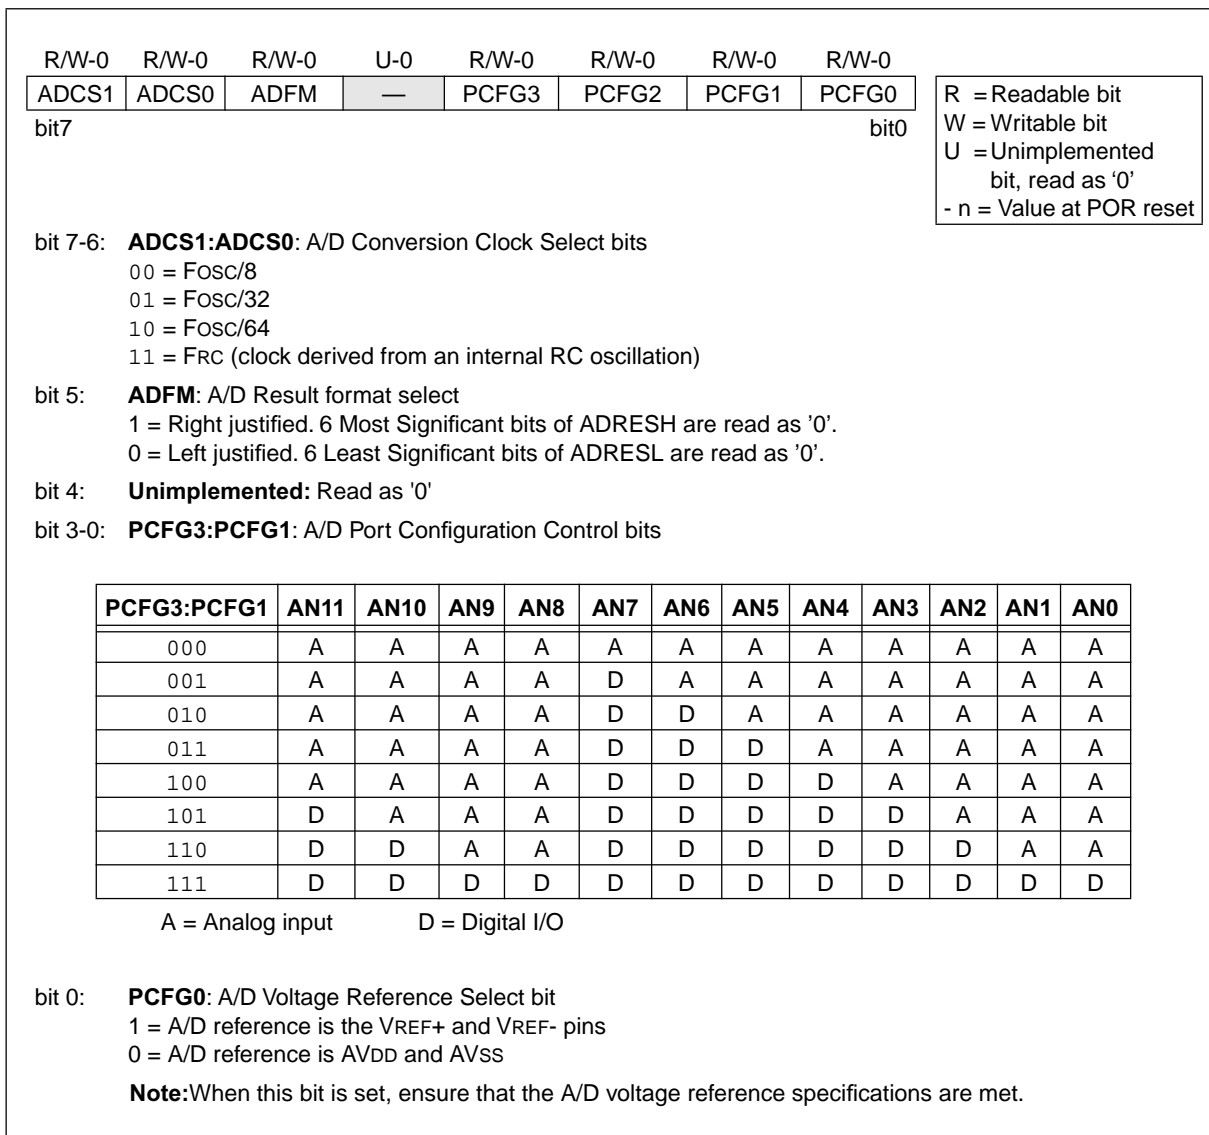 R/W-0 R/W-0 R/W-0 U-0 R/W-0 R/W-0 R/W-0 R/W-0
ADCS1 ADCS0 ADFM — PCFG3 PCFG2 PCFG1 PCFG0
bit7 bit0
R =Readable bit
W =Writable bit
U =Unimplemented
bit, read as ‘0’
- n = Value at POR reset
bit 7-6: ADCS1:ADCS0: A/D Conversion Clock Select bits
00 = FOSC/8
01 = FOSC/32
10 = FOSC/64
11 = FRC (clock derived from an internal RC oscillation)
bit 5: ADFM: A/D Result format select
1 = Right justified. 6 Most Significant bits of ADRESH are read as ’0’.
0 = Left justified. 6 Least Significant bits of ADRESL are read as ’0’.
bit 4: Unimplemented: Read as '0'
bit 3-0: PCFG3:PCFG1: A/D Port Configuration Control bits
PCFG3:PCFG1 AN11 AN10 AN9 AN8 AN7 AN6 AN5 AN4 AN3 AN2 AN1 AN0
000 A A A A A A A A A A A A
001 A A A A D A A A A A A A
010 A A A A D D A A A A A A
011 A A A A D D D A A A A A
100 A A A A D D D D A A A A
101 D A A A D D D D D A A A
110 D D A A D D D D D D A A
111 D D D D D D D D D D D D
A = Analog input D = Digital I/O
bit 0: PCFG0: A/D Voltage Reference Select bit
1 = A/D reference is the VREF+ and VREF- pins
0 = A/D reference is AVDD and AVSS
Note:When this bit is set, ensure that the A/D voltage reference specifications are met.